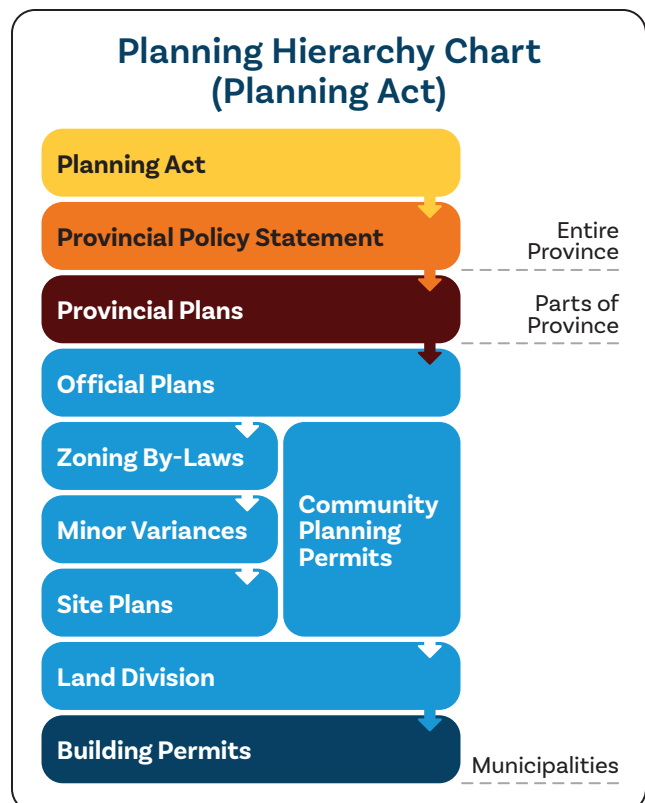 Planning Hierarchy Chart
(Planning Act)
Planning Act
Provincial Policy Statement
Entire
Province
Provincial Plans
Parts of
Province
Official Plans
Zoning By-Laws
Minor Variances
Site Plans
Community
Planning
Permits
Land Division
Building Permits
Municipalities